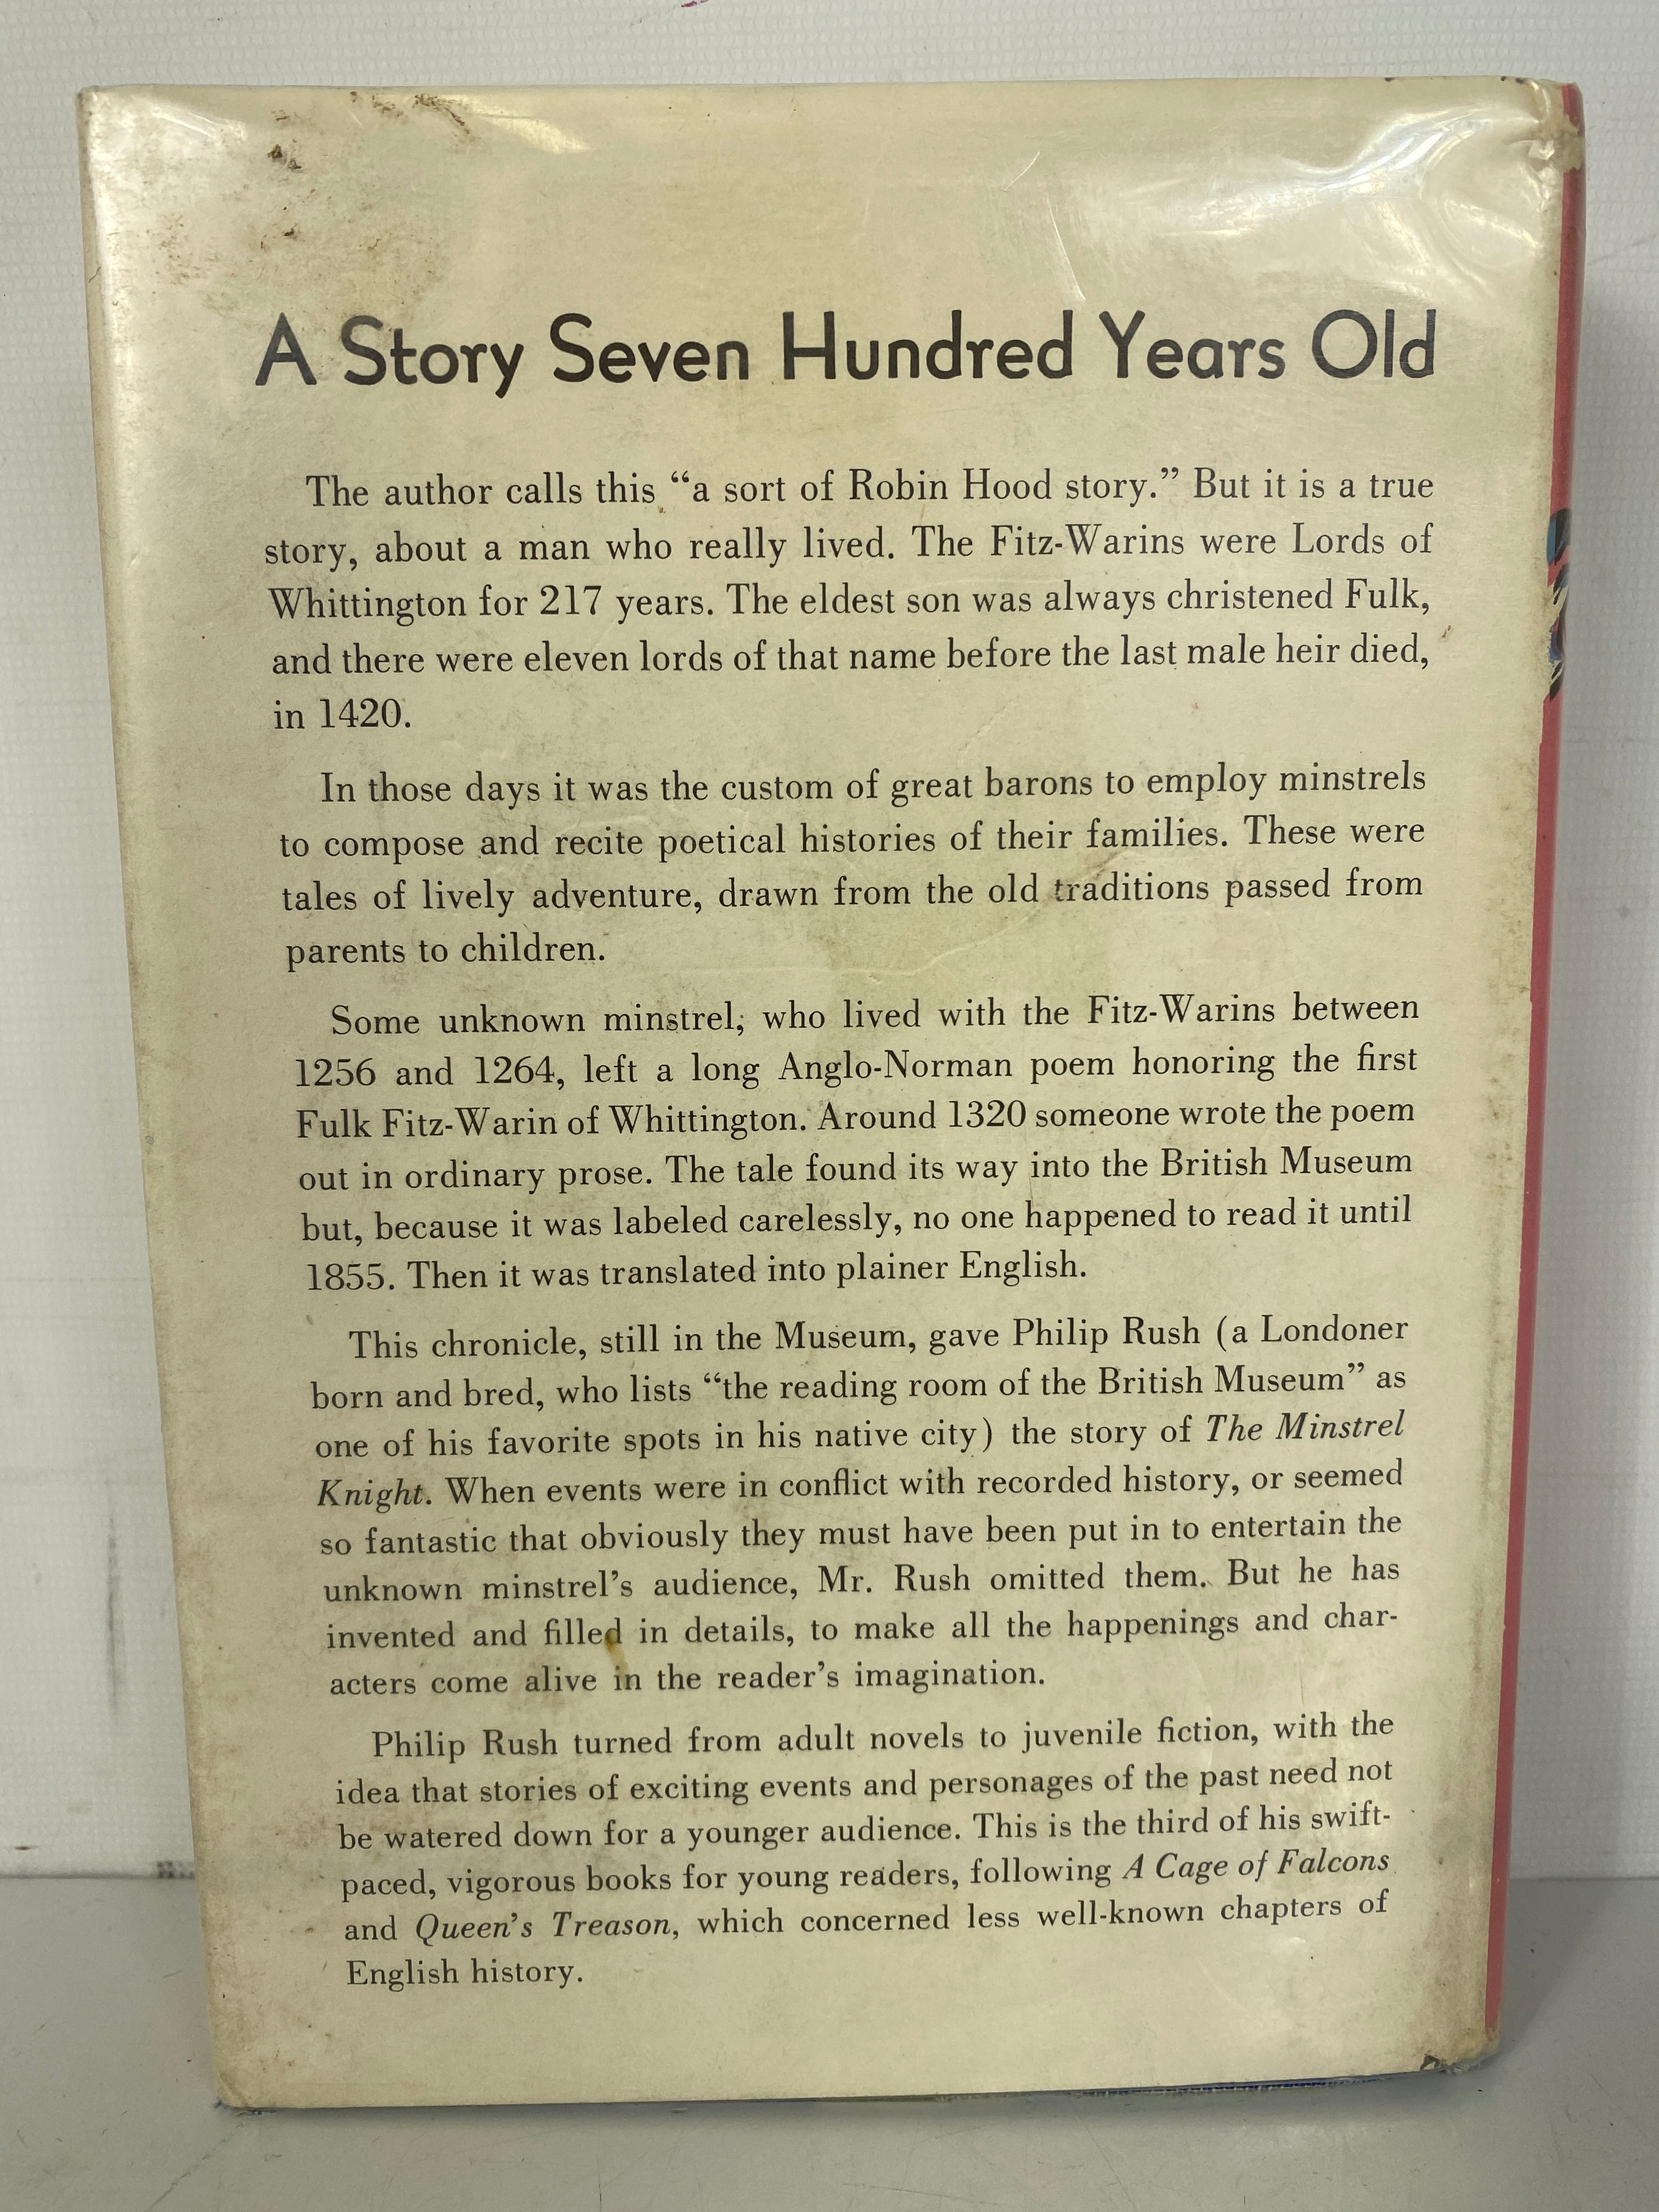 A Story Seven Hundred Years Old
The author calls this “a sort of Robin Hood story.” But it is a true
story, about a man who really lived. The Fitz-Warins were Lords of
Whittington for 217 years. The eldest son was always christened Fulk,
and there were eleven lords of that name before the last male heir died,
in 1420.
In those days it was the custom of great barons to employ minstrels
to compose and recite poetical histories of their families. These were
tales of lively adventure, drawn from the old traditions passed from
parents to children.
Some unknown minstrel, who lived with the Fitz-Warins between
1256 and 1264, left a long Anglo-Norman poem honoring the first
Fulk Fitz-Warin of Whittington. Around 1320 someone wrote the poem
out in ordinary prose. The tale found its way into the British Museum
but, because it was labeled carelessly, no one happened to read it until
1855. Then it was translated into plainer English.
This chronicle, still in the Museum, gave Philip Rush (a Londoner
born and bred, who lists “the reading room of the British Museum” as
one of his favorite spots in his native city) the story of The Minstrel
Knight. When events were in conflict with recorded history, or seemed
so fantastic that obviously they must have been put in to entertain the
unknown minstrel’s audience, Mr. Rush omitted them. But he has
invented and filled in details, to make all the happenings and char-
acters come alive in the reader’s imagination.
Philip Rush turned from adult novels to juvenile fiction, with the
idea that stories of exciting events and personages of the past need not
be watered down for a younger audience. This is the third of his swift-
paced, vigorous books for young readers, following A Cage of Falcons
and Queen’s Treason, which concerned less well-known chapters of
English history.